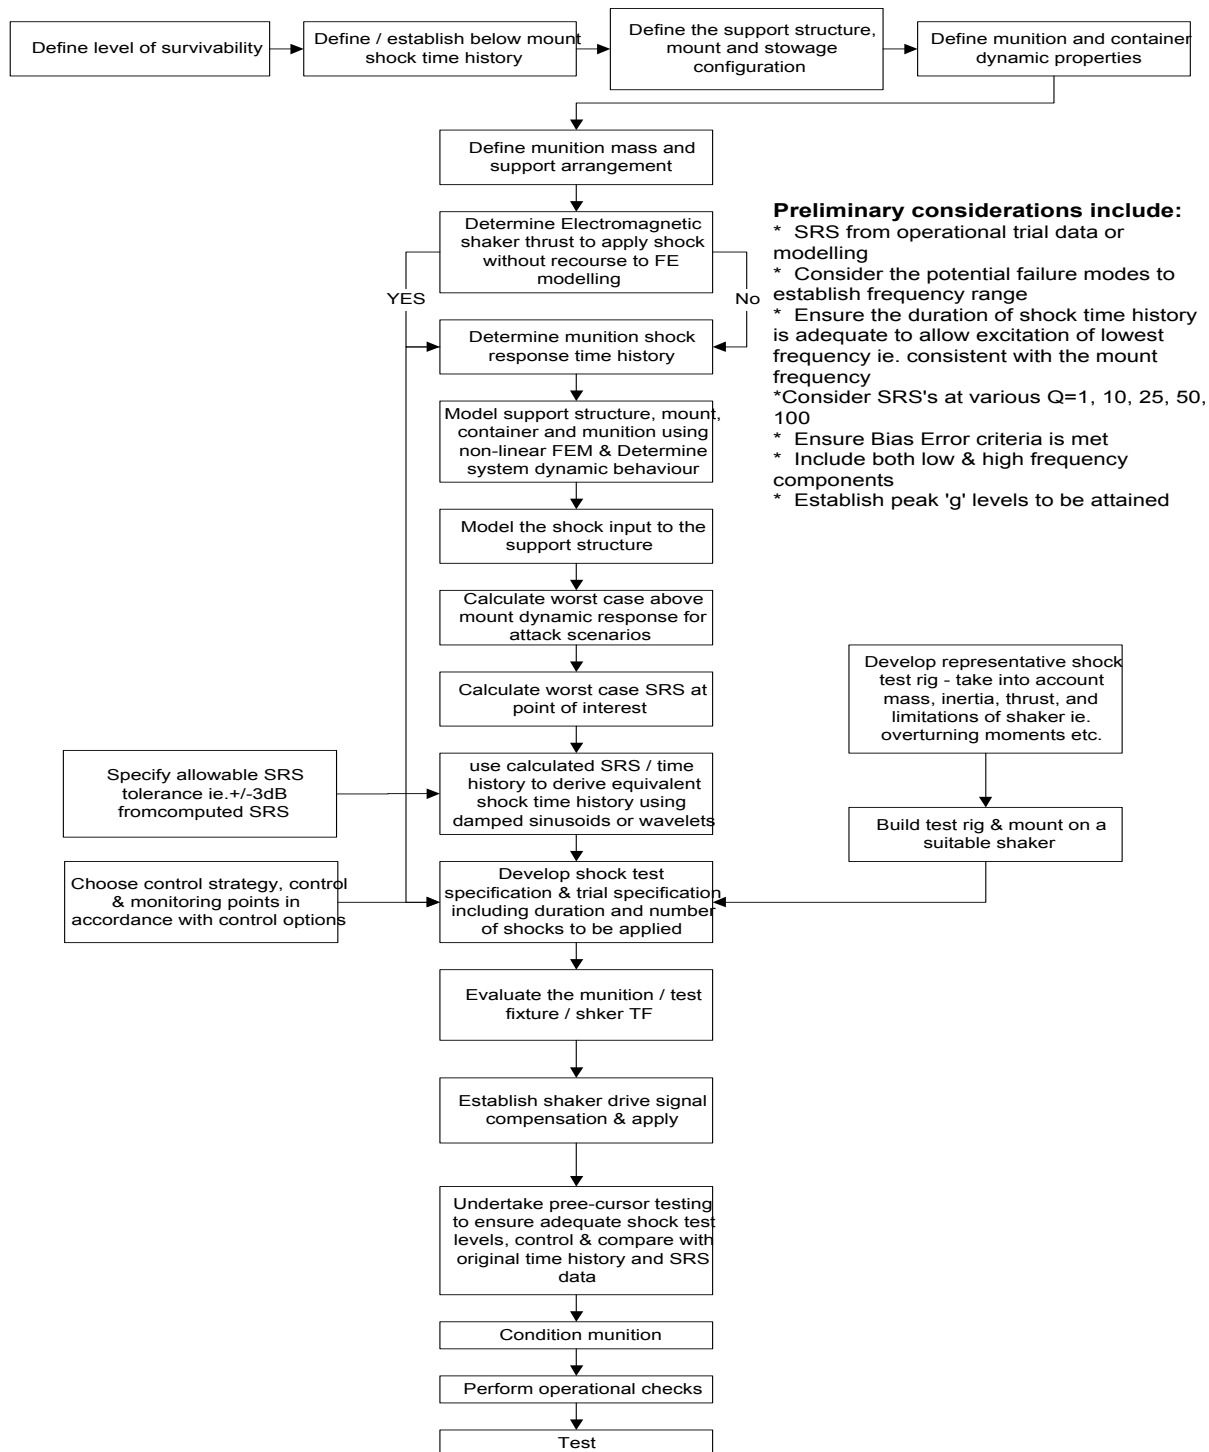 Define level of survivability
Define / establish below mount
shock time history
Define the support structure,
mount and stowage
configuration
Define munition and container
dynamic properties
Define munition mass and
support arrangement
Determine Electromagnetic
shaker thrust to apply shock
without recourse to FE
modelling
YES
No
Preliminary considerations include:
* SRS from operational trial data or
modelling
* Consider the potential failure modes to
establish frequency range
* Ensure the duration of shock time history
is adequate to allow excitation of lowest
frequency ie. consistent with the mount
frequency
*Consider SRS's at various Q=1, 10, 25, 50,
100
* Ensure Bias Error criteria is met
* Include both low & high frequency
components
* Establish peak 'g' levels to be attained
Determine munition shock
response time history
Model support structure, mount,
container and munition using
non-linear FEM & Determine
system dynamic behaviour
Model the shock input to the
support structure
Calculate worst case above
mount dynamic response for
attack scenarios
Calculate worst case SRS at
point of interest
Develop representative shock
test rig - take into account
mass, inertia, thrust, and
limitations of shaker ie.
overturning moments etc.
Specify allowable SRS
tolerance ie.+/-3dB
fromcomputed SRS
use calculated SRS / time
history to derive equivalent
shock time history using
damped sinusoids or wavelets
Build test rig & mount on a
suitable shaker
Choose control strategy, control
& monitoring points in
accordance with control options
Develop shock test
specification & trial specification
including duration and number
of shocks to be applied
Evaluate the munition / test
fixture / shker TF
Establish shaker drive signal
compensation & apply
Undertake pree-cursor testing
to ensure adequate shock test
levels, control & compare with
original time history and SRS
data
Condition munition
Perform operational checks
Test